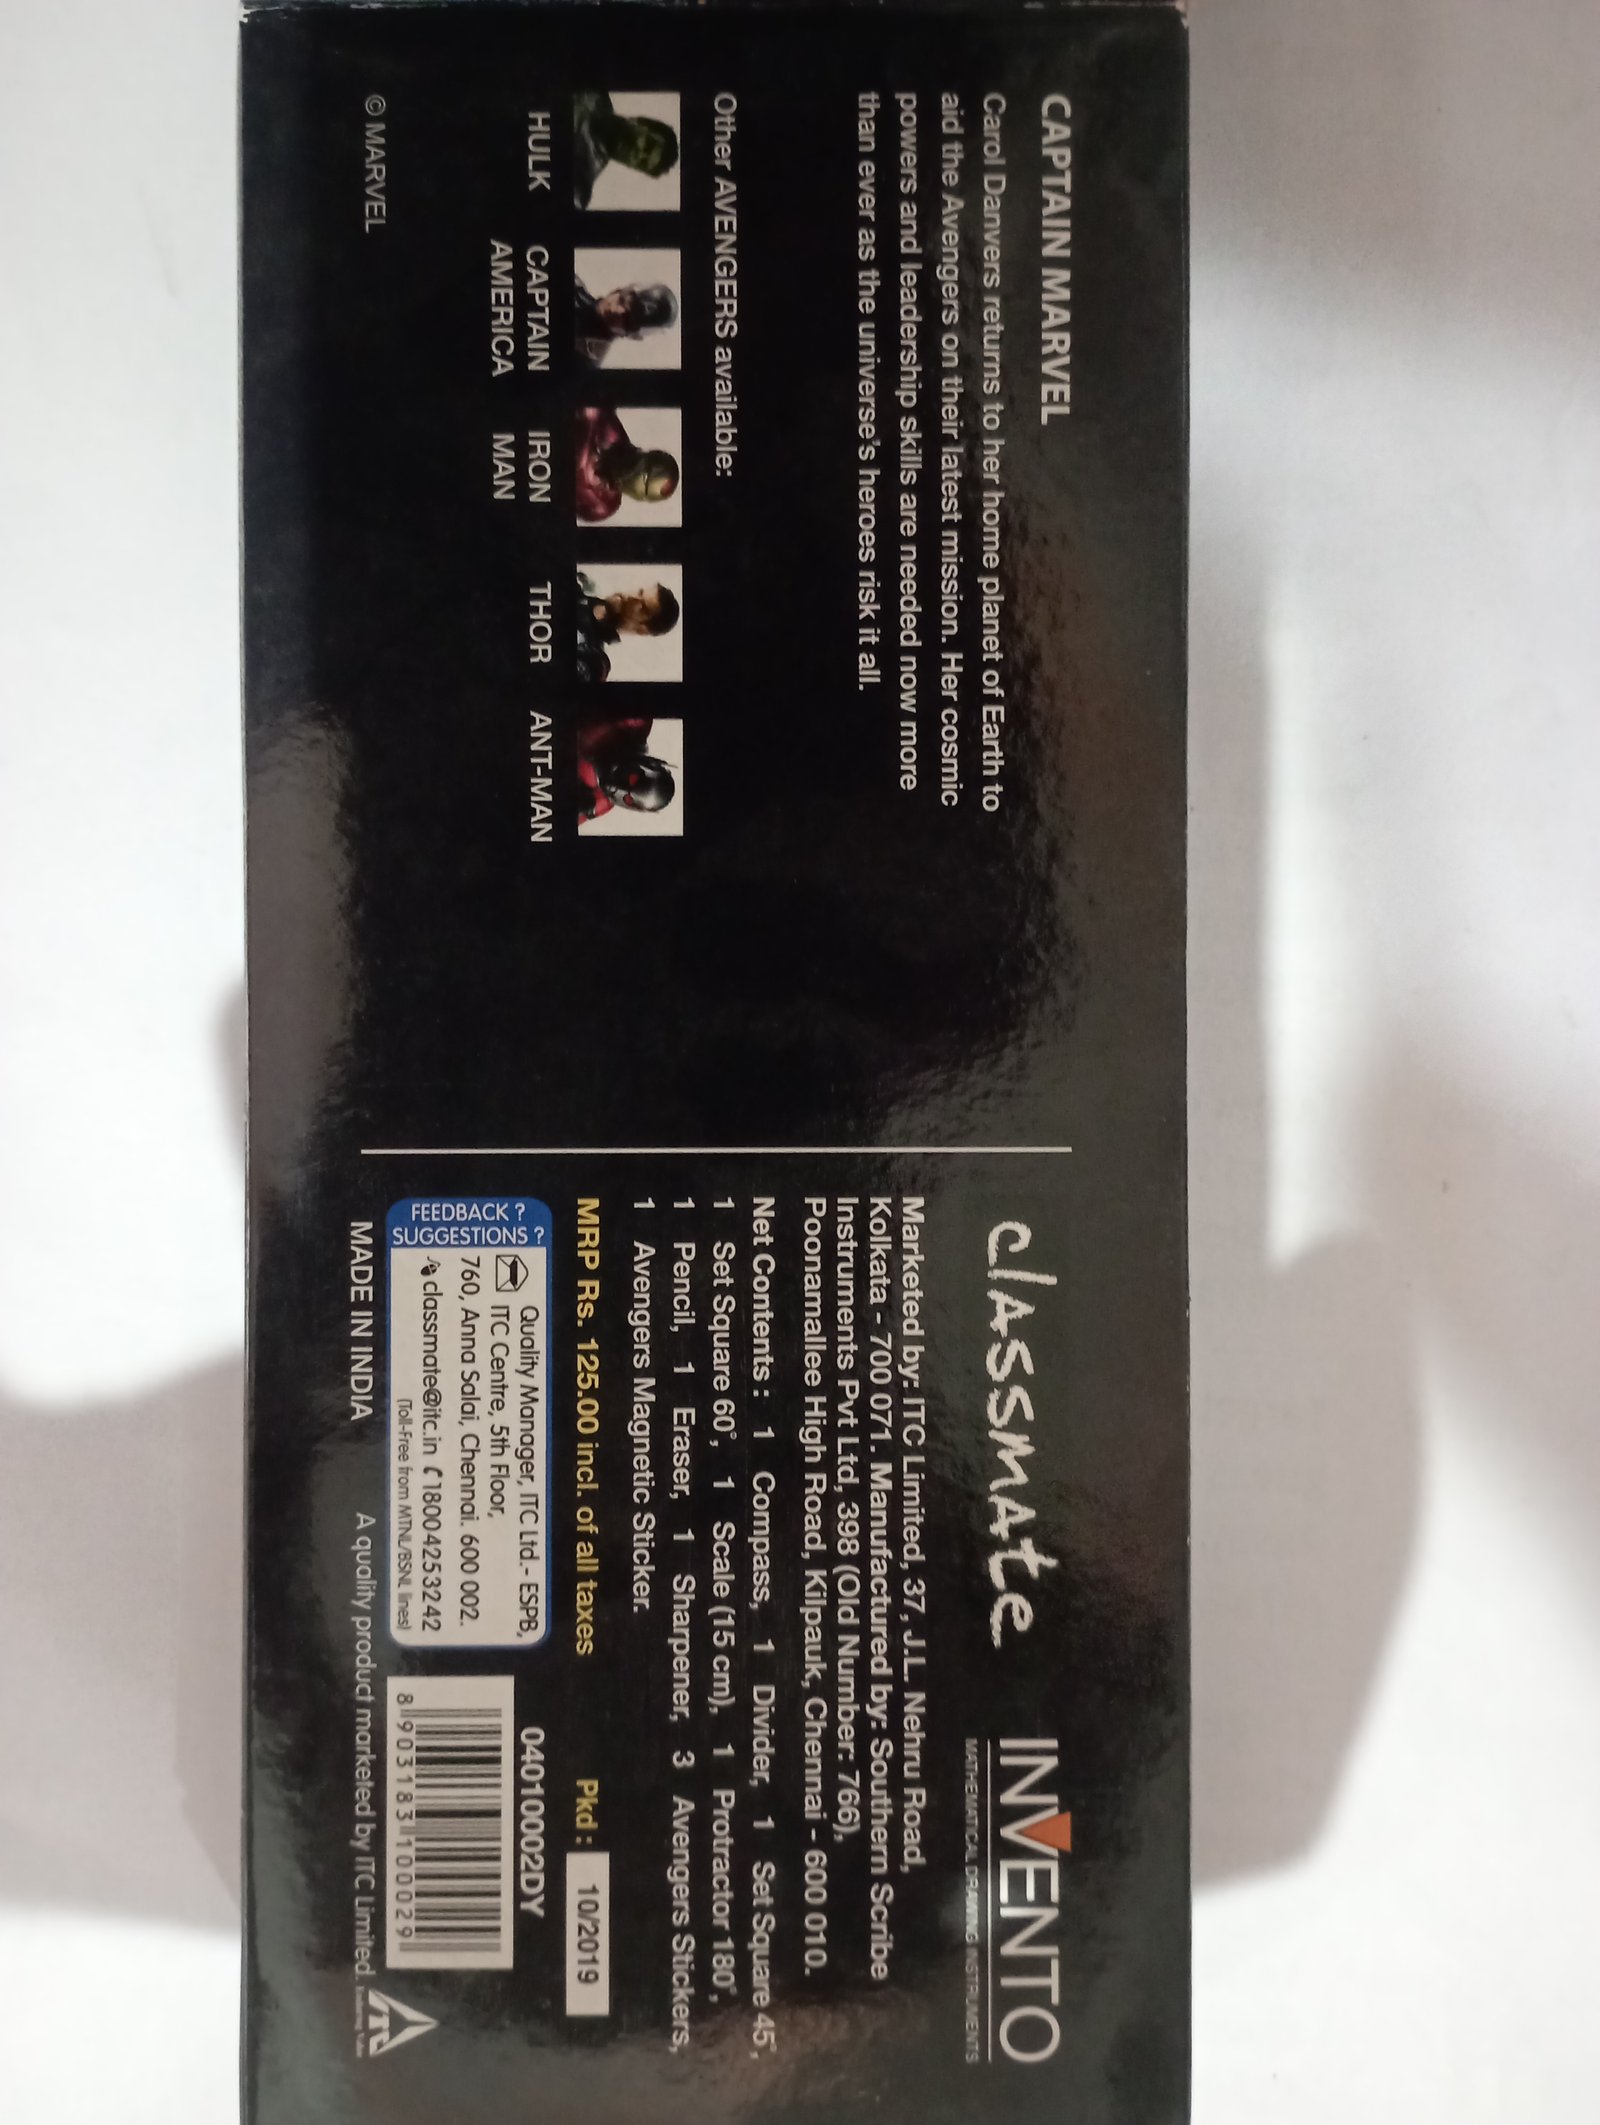 CAPTAIN MARVEL
Carol Danvers returns to her home planet of Earth to
aid the Avengers on their latest mission. Her cosmic
powers and leadership skills are needed now more
than ever as the universe's heroes risk it all.
Other AVENGERS available:
HULK
CAPTAIN
AMERICA
IRON
MAN
THOR
ANT-MAN
© MARVEL
classmate
INVENTO
MATHEMATICAL DRAWING INSTRUMENTS
Marketed by: ITC Limited, 37, J.L. Nehru Road,
Kolkata - 700 071. Manufactured by: Southern Scribe
Instruments Pvt Ltd, 398 (Old Number: 766),
Poonamallee High Road, Kilpauk, Chennai - 600 010.
Net Contents : 1 Compass, 1 Divider, 1 Set Square 45°,
1 Set Square 60°, 1 Scale (15 cm), 1 Protractor 180°,
1 Pencil, 1 Eraser, 1 Sharpener, 3 Avengers Stickers,
1 Avengers Magnetic Sticker.
MRP Rs. 125.00 incl. of all taxes Pkd : 10/2019
FEEDBACK ?
SUGGESTIONS ?
Quality Manager, ITC Ltd.- ESPB,
ITC Centre, 5th Floor,
760, Anna Salai, Chennai. 600 002.
classmate@itc.in 18004253242
(Toll-Free from MTNL/BSNL lines)
04010002DY
8 903183 100029
MADE IN INDIA
A quality product marketed by ITC Limited.
ITC